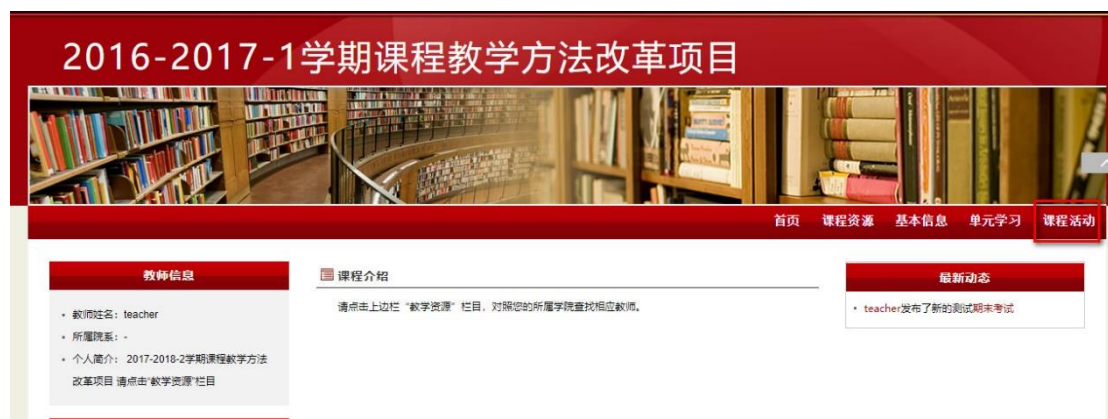 2016-2017-1学期课程教学方法改革项目
首页 课程资源 基本信息 单元学习 课程活动
教师信息
• 教师姓名：teacher
• 所属院系：-
• 个人简介： 2017-2018-2学期课程教学方法
改革项目 请点击“教学资源”栏目
课程介绍
请点击上边栏“教学资源”栏目，对照您的所属学院查找相应教师。
最新动态
• teacher发布了新的测试期末考试